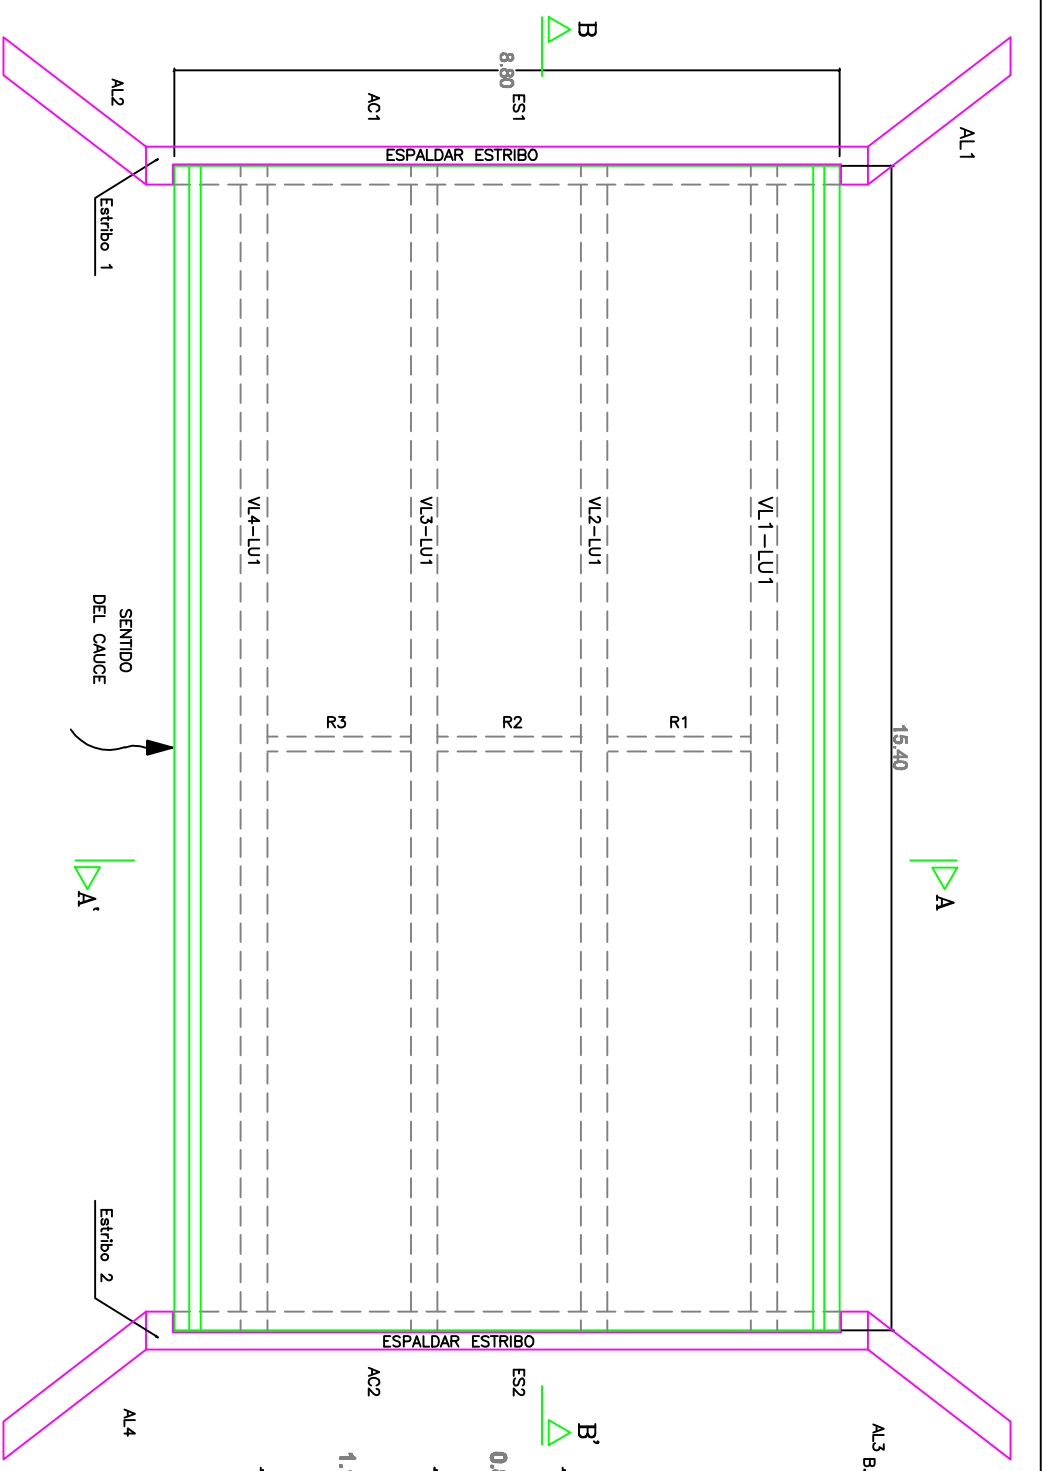 B
8.80
AL2
AC1
ES1
AL1
ESPALDAR ESTRIBO
Estribo 1
VL4-LU1
VL3-LU1
VL2-LU1
VL1-LU1
SENTIDO
DEL CAUCE
R3
R2
R1
15.40
A'
A
Estribo 2
ESPALDAR ESTRIBO
AC2
ES2
AL4
B'
AL3
B.